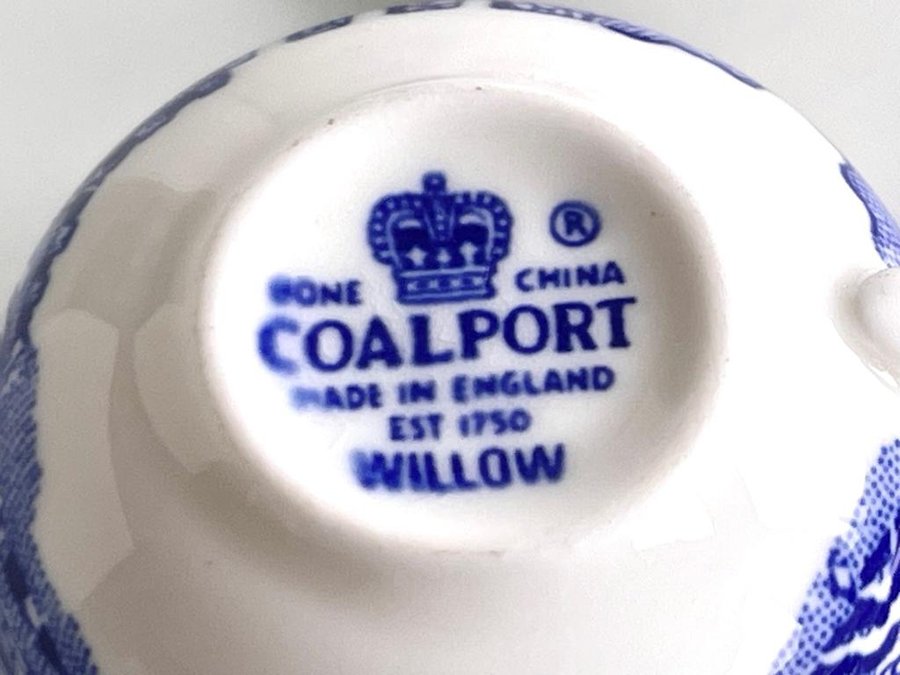 ®
BONE CHINA
COALPORT
MADE IN ENGLAND
EST 1750
WILLOW